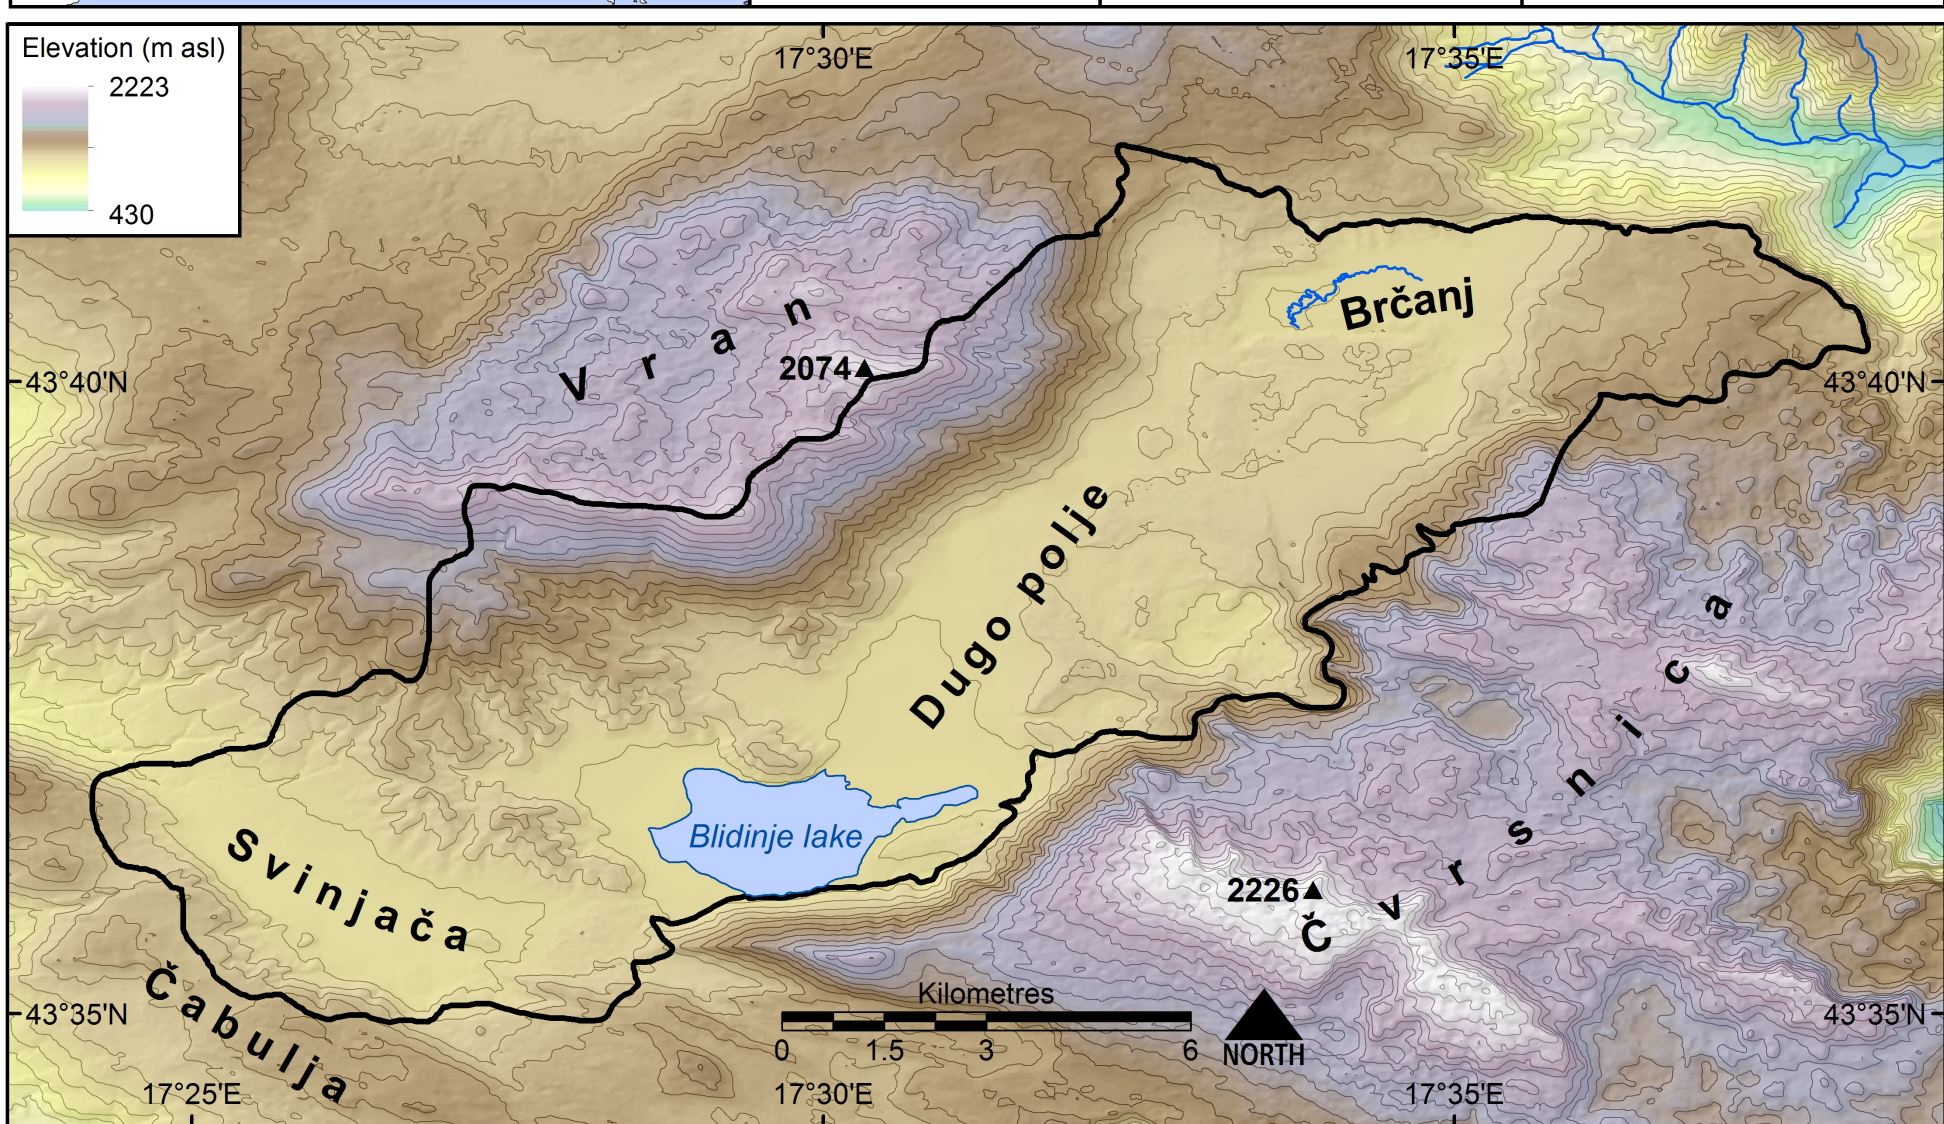 Elevation (m asl)
2223
430
17°30'E
17°35'E
Vran
2074
Brčanj
43°40'N
43°40'N
Dugo polje
Čvrsnica
Blidinje lake
Svinjača
2226
Čabulja
43°35'N
43°35'N
Kilometres
0 1.5 3 6
NORTH
17°25'E
17°30'E
17°35'E